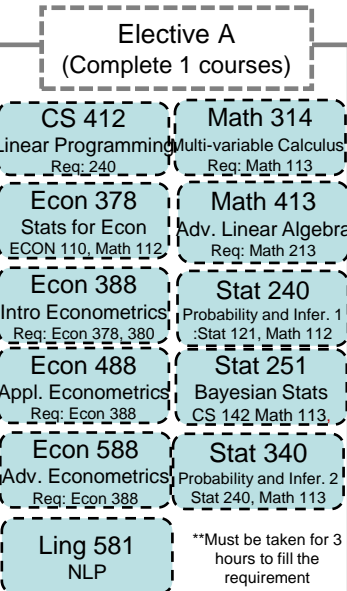 Elective A
(Complete 1 courses)
CS 412
Linear Programming
Req: 240
Math 314
Multi-variable Calculus
Req: Math 113
Econ 378
Stats for Econ
ECON 110, Math 112
Math 413
Adv. Linear Algebra
Req: Math 213
Econ 388
Intro Econometrics
Req: Econ 378, 380
Stat 240
Probability and Infer. 1
:Stat 121, Math 112
Econ 488
Appl. Econometrics
Req: Econ 388
Stat 251
Bayesian Stats
CS 142 Math 113,
Econ 588
Adv. Econometrics
Req: Econ 388
Stat 340
Probability and Infer. 2
Stat 240, Math 113
Ling 581
NLP
**Must be taken for 3
hours to fill the
requirement